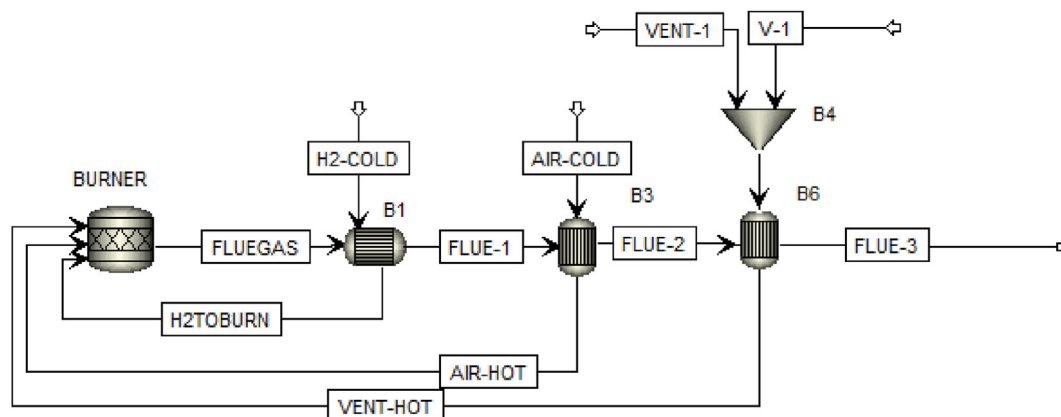 VENT-1
V-1
B4
H2-COLD
AIR-COLD
BURNER
B1
B3
B6
FLUEGAS
FLUE-1
FLUE-2
FLUE-3
H2TOBURN
AIR-HOT
VENT-HOT